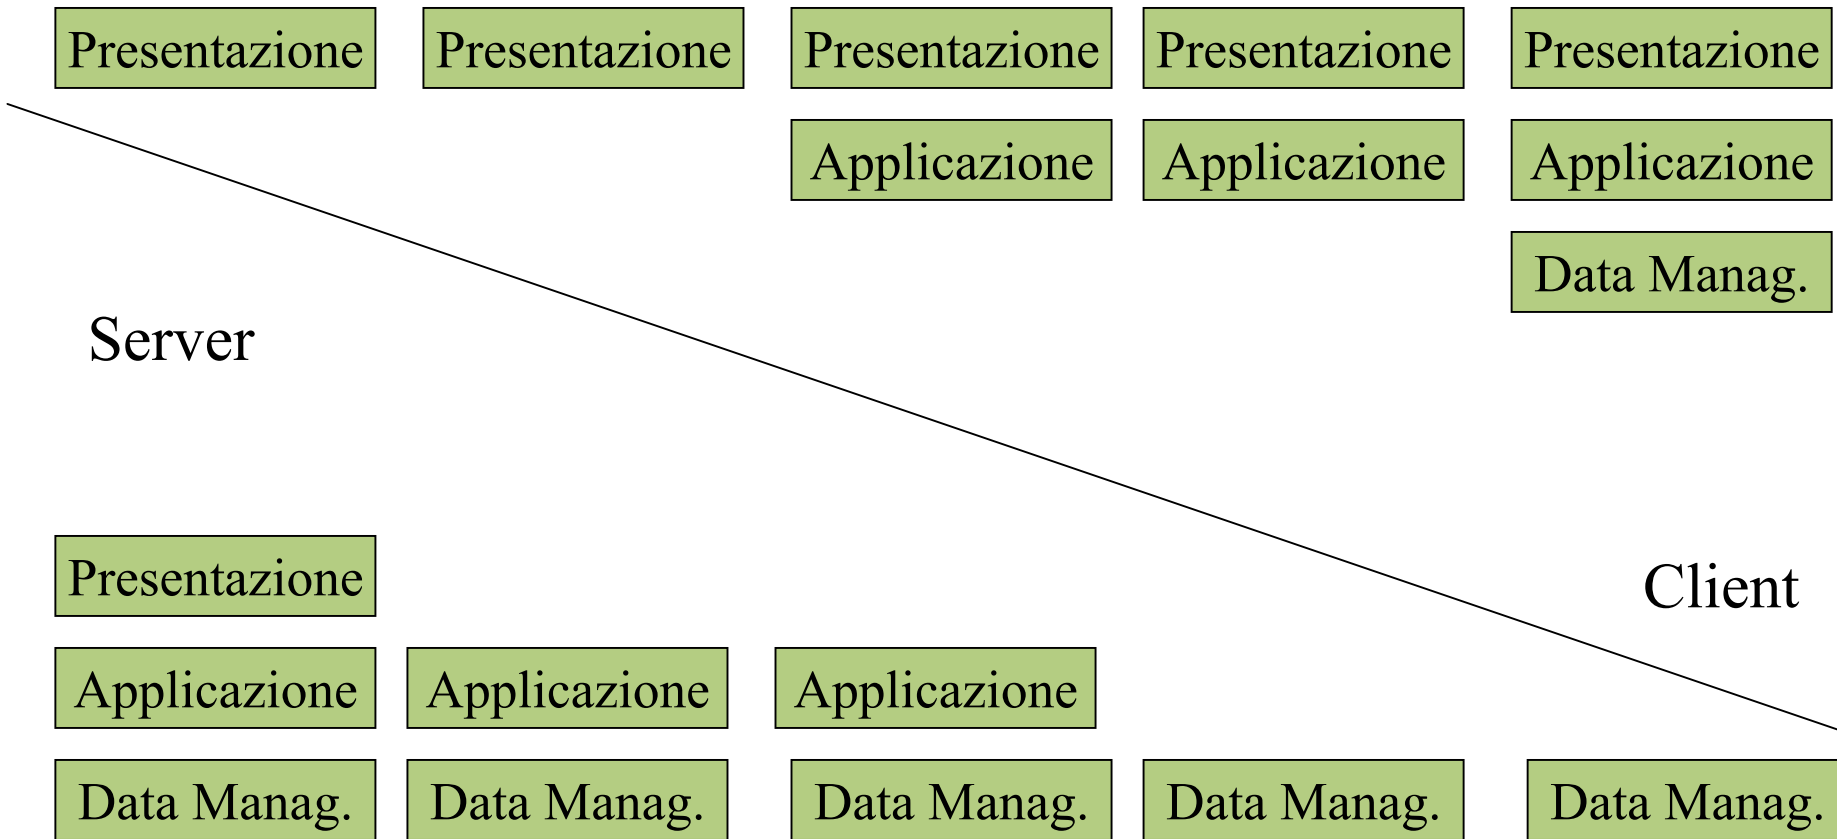 Presentazione Presentazione Presentazione Presentazione Presentazione
Applicazione Applicazione Applicazione
Data Manag.
Server
Presentazione
Client
Applicazione Applicazione Applicazione
Data Manag. Data Manag. Data Manag. Data Manag. Data Manag.